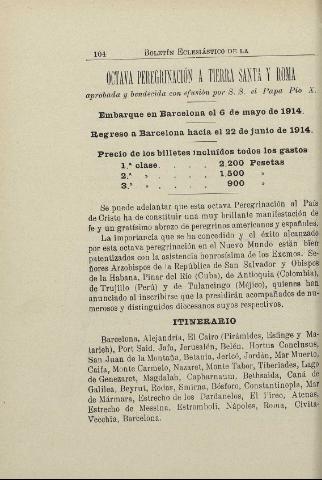 104 BOLETÍN ECLESIÁSTICO DE LA
OCTAVA PEREGRINACIÓN A TIERRA SANTA Y ROMA
aprobada y bendecida con efusión por S. S. el Papa Pío X.
Embarque en Barcelona el 6 de mayo de 1914.
Regreso a Barcelona hacia el 22 de junio de 1914.
Precio de los billetes incluídos todos los gastos
1.ª clase. . . . . 2.200 Pesetas
2.ª » . . . . . 1.500 »
3.ª » . . . . . 900 »
Se puede adelantar que esta octava Peregrinación al País
de Cristo ha de constituir una muy brillante manifestación de
fe y un gratísimo abrazo de peregrinos americanos y españoles.
La importancia que se ha concedido y el éxito alcanzado
por esta octava peregrinación en el Nuevo Mundo están bien
patentizados con la asistencia honrosísima de los Excmos. Se-
ñores Arzobispos de la República de San Salvador y Obispos
de la Habana, Pinar del Río (Cuba), de Antioquia (Colombia),
de Trujillo (Perú) y de Tulancingo (Méjico), quienes han
anunciado al inscribirse que la presidirán acompañados de nu-
merosos y distinguidos diocesanos suyos respectivos.
ITINERARIO
Barcelona, Alejandría, El Cairo (Pirámides, Esfinge y Ma-
tarieh), Port Said, Jafa, Jerusalén, Belén, Hortus Conclusus,
San Juan de la Montaña, Betania, Jericó, Jordán, Mar Muerto,
Caifa, Monte Carmelo, Nazaret, Monte Tabor, Tiberiades, Lago
de Genezaret, Magdalah, Capharnaum, Bethsaida, Caná de
Galilea, Beyrut, Rodas, Smirna, Bósforo, Constantinopla, Mar
de Mármara, Estrecho de los Dardanelos, El Pireo, Atenas,
Estrecho de Messina, Estrámboli, Nápoles, Roma, Civita-
Vecchia, Barcelona.